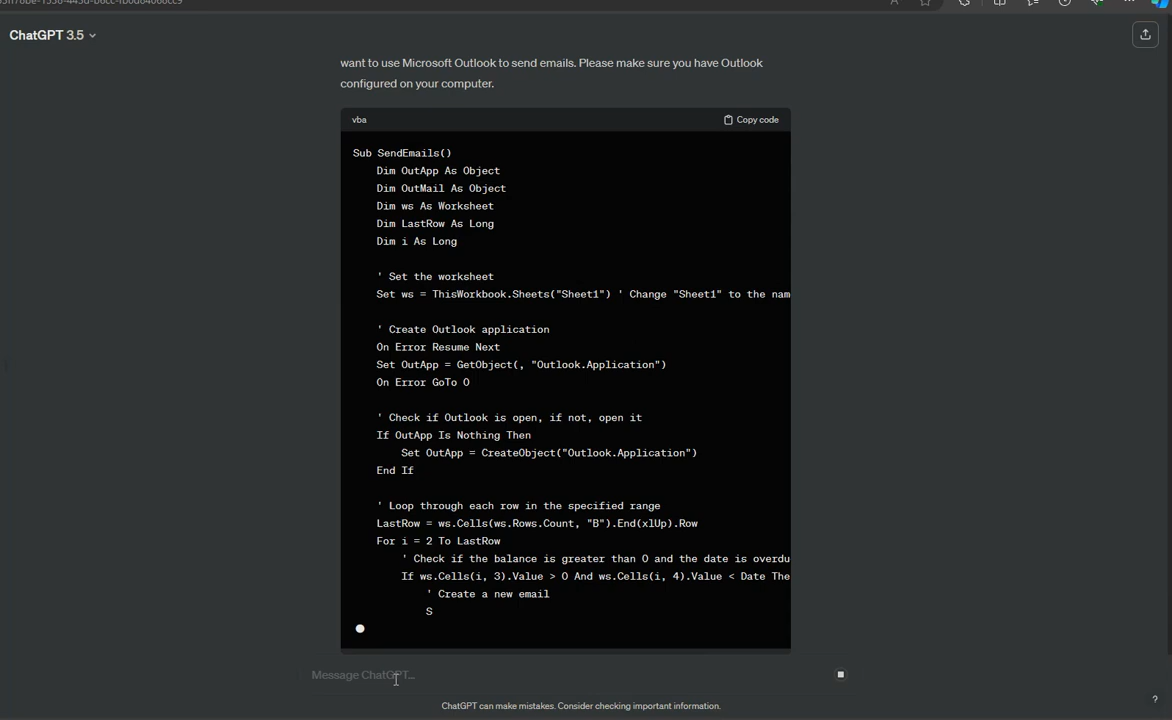 ChatGPT 3.5
want to use Microsoft Outlook to send emails. Please make sure you have Outlook
configured on your computer.
vba
Copy code
Sub SendEmails()
    Dim OutApp As Object
    Dim OutMail As Object
    Dim ws As Worksheet
    Dim LastRow As Long
    Dim i As Long
    ' Set the worksheet
    Set ws = ThisWorkbook.Sheets("Sheet1") ' Change "Sheet1" to the nam
    ' Create Outlook application
    On Error Resume Next
    Set OutApp = GetObject(, "Outlook.Application")
    On Error GoTo 0
    ' Check if Outlook is open, if not, open it
    If OutApp Is Nothing Then
        Set OutApp = CreateObject("Outlook.Application")
    End If
    ' Loop through each row in the specified range
    LastRow = ws.Cells(ws.Rows.Count, "B").End(xlUp).Row
    For i = 2 To LastRow
        ' Check if the balance is greater than 0 and the date is overdu
        If ws.Cells(i, 3).Value > 0 And ws.Cells(i, 4).Value < Date The
            ' Create a new email
            S
Message ChatGPT...
ChatGPT can make mistakes. Consider checking important information.
?